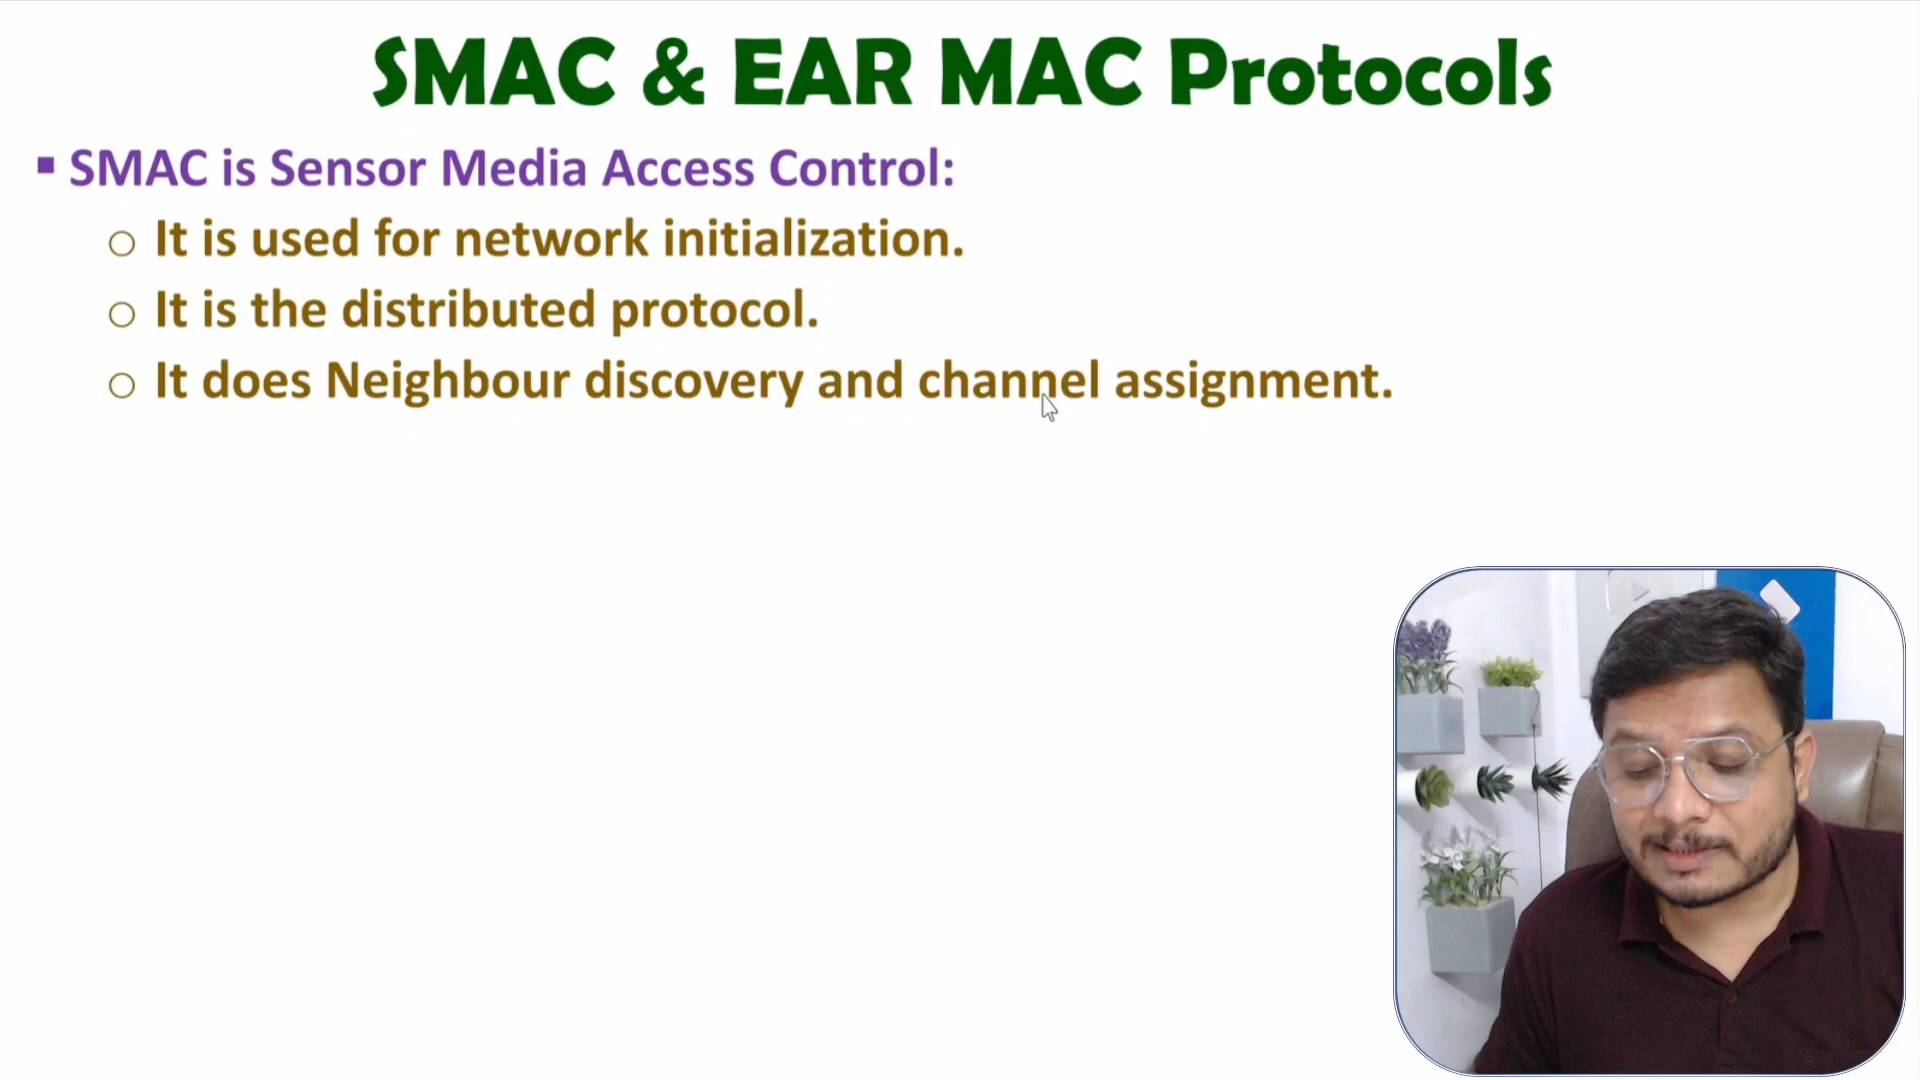 SMAC & EAR MAC Protocols
▪ SMAC is Sensor Media Access Control:
o It is used for network initialization.
o It is the distributed protocol.
o It does Neighbour discovery and channel assignment.